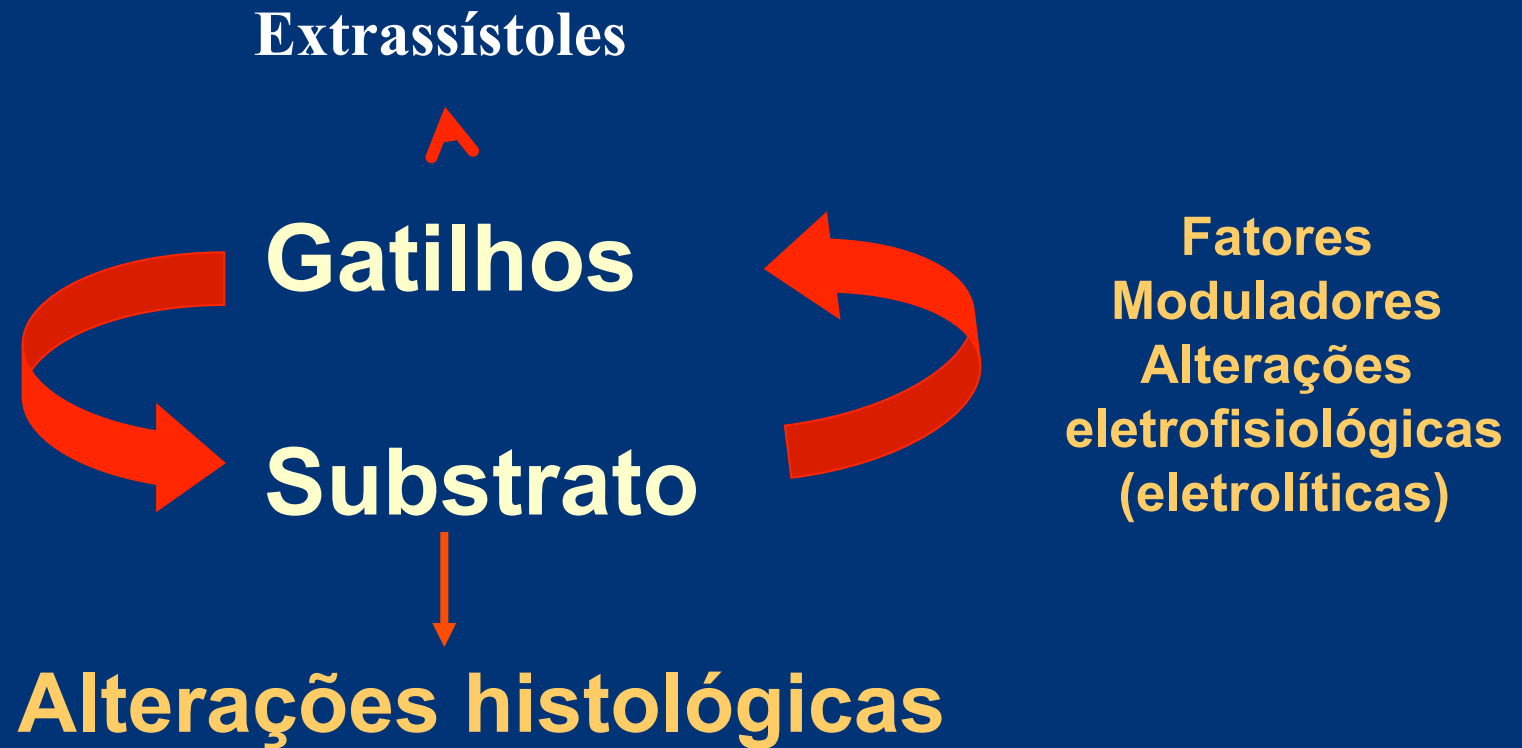 Extrassístoles
Gatilhos
Substrato
Alterações histológicas
Fatores
Moduladores
Alterações
eletrofisiológicas
(eletrolíticas)